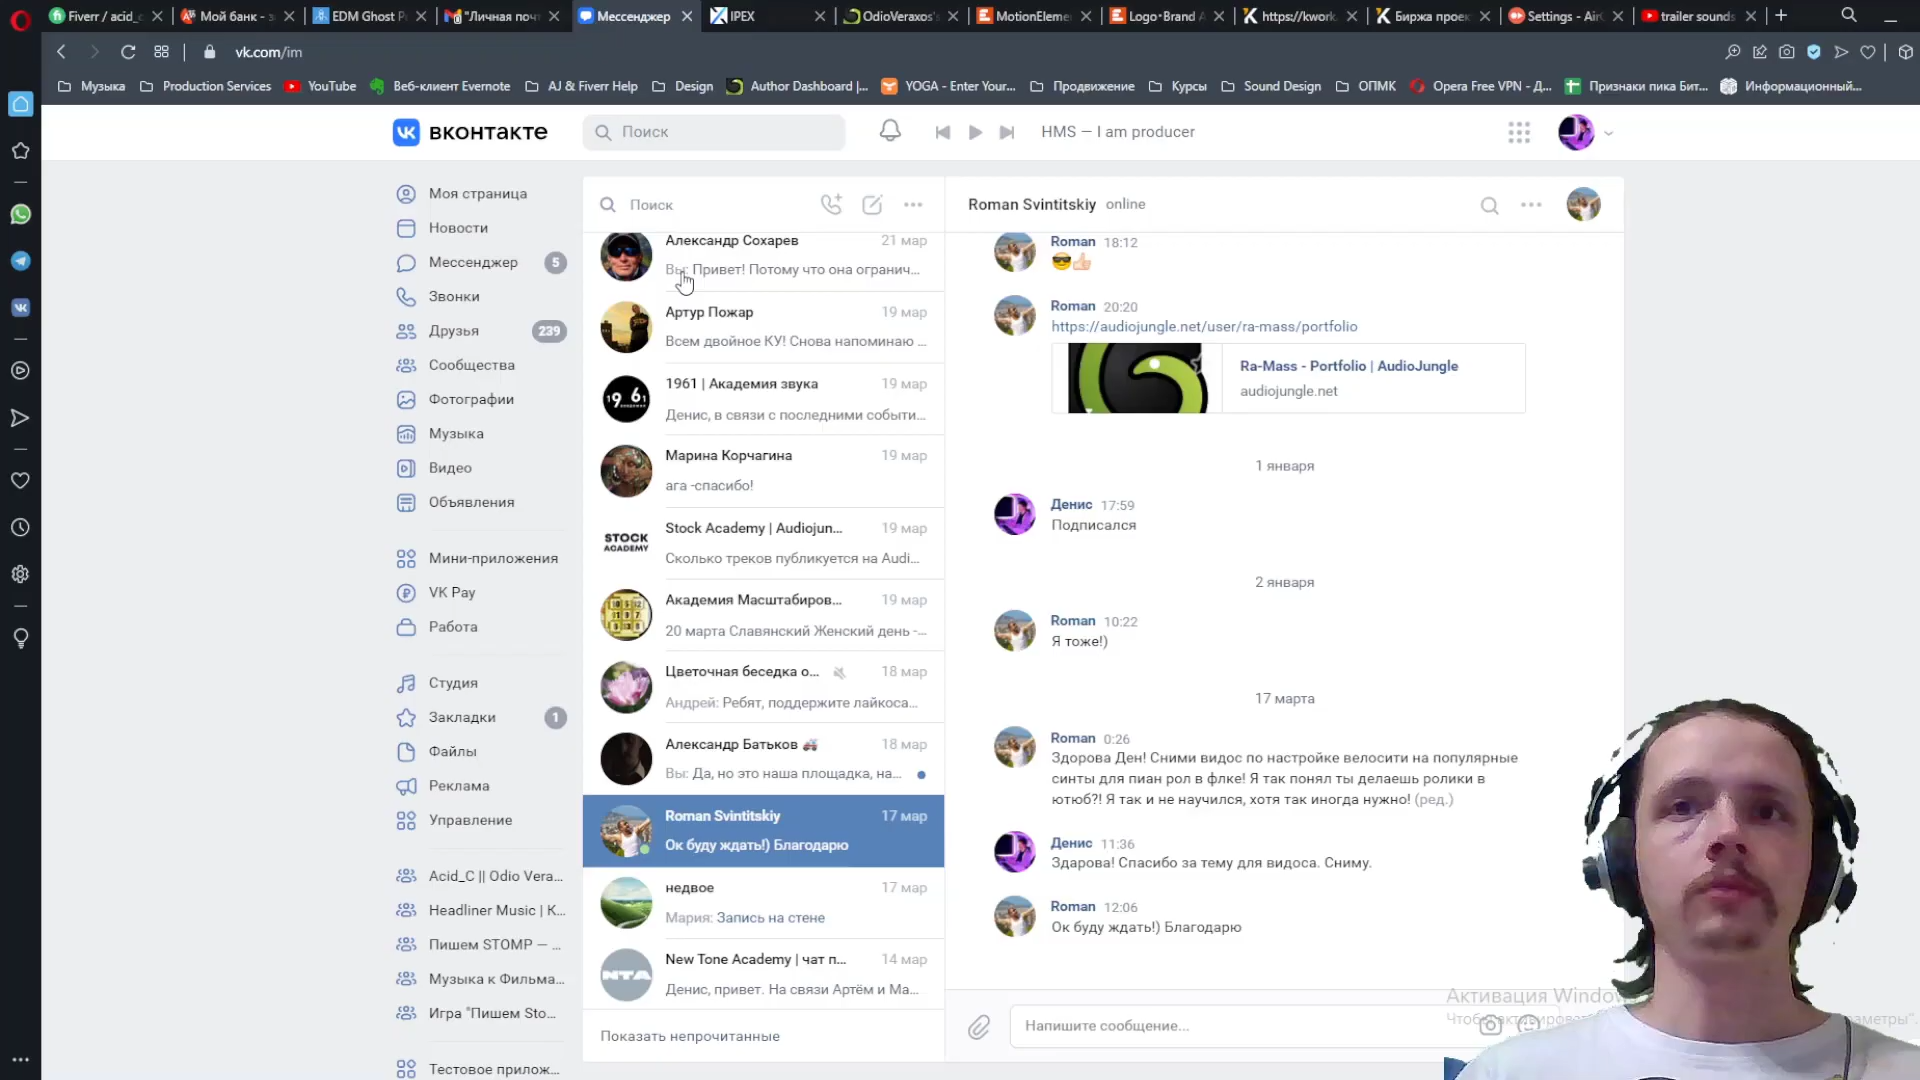 Fiverr / acid_c
Мой банк - з
EDM Ghost P
"Личная поч
Мессенджер
IPEX
OdioVeraxos's
MotionEleme
Logo•Brand A
https://kwork
Биржа проек
Settings - Air
trailer sounds
vk.com/im
Музыка
Production Services
YouTube
Веб-клиент Evernote
AJ & Fiverr Help
Design
Author Dashboard |...
YOGA - Enter Your...
Продвижение
Курсы
Sound Design
ОПМК
Opera Free VPN - Д...
Признаки пика Бит...
Информационный...
вконтакте
Поиск
HMS — I am producer
Моя страница
Новости
Мессенджер 5
Звонки
Друзья 239
Сообщества
Фотографии
Музыка
Видео
Объявления
Мини-приложения
VK Pay
Работа
Студия
Закладки 1
Файлы
Реклама
Управление
Acid_C || Odio Vera...
Headliner Music | K...
Пишем STOMP — ...
Музыка к Фильма...
Игра "Пишем Sto...
Тестовое прилож...
Поиск
Александр Сохарев 21 мар
Вы: Привет! Потому что она огранич...
Артур Пожар 19 мар
Всем двойное КУ! Снова напоминаю ...
1961 | Академия звука 19 мар
Денис, в связи с последними событи...
Марина Корчагина 19 мар
ага -спасибо!
STOCK
ACADEMY
Stock Academy | Audiojun... 19 мар
Сколько треков публикуется на Audi...
Академия Масштабиров... 19 мар
20 марта Славянский Женский день -...
Цветочная беседка о... 18 мар
Андрей: Ребят, поддержите лайкоса...
Александр Батьков 18 мар
Вы: Да, но это наша площадка, на...
Roman Svintitskiy 17 мар
Ок буду ждать!) Благодарю
недвое 17 мар
Мария: Запись на стене
NTA
New Tone Academy | чат п... 14 мар
Денис, привет. На связи Артём и Ма...
Показать непрочитанные
Roman Svintitskiy online
Roman 18:12
Roman 20:20
https://audiojungle.net/user/ra-mass/portfolio
Ra-Mass - Portfolio | AudioJungle
audiojungle.net
1 января
Денис 17:59
Подписался
2 января
Roman 10:22
Я тоже!)
17 марта
Roman 0:26
Здорова Ден! Сними видос по настройке велосити на популярные
синты для пиан рол в флке! Я так понял ты делаешь ролики в
ютюб?! Я так и не научился, хотя так иногда нужно! (ред.)
Денис 11:36
Здарова! Спасибо за тему для видоса. Сниму.
Roman 12:06
Ок буду ждать!) Благодарю
Напишите сообщение...
Активация Windo